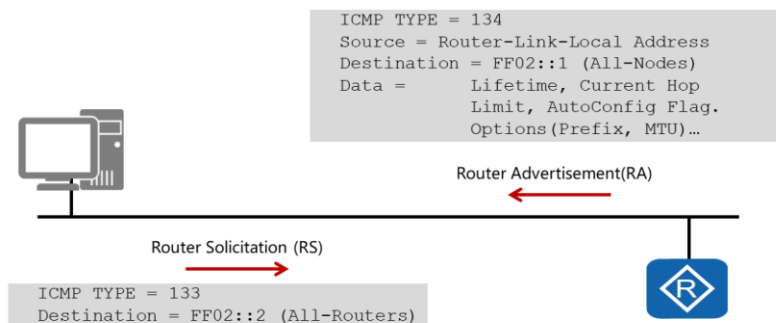 ICMP TYPE = 134
Source = Router-Link-Local Address
Destination = FF02::1 (All-Nodes)
Data = Lifetime, Current Hop
Limit, AutoConfig Flag.
Options(Prefix, MTU)…
Router Advertisement(RA)
Router Solicitation (RS)
R
ICMP TYPE = 133
Destination = FF02::2 (All-Routers)